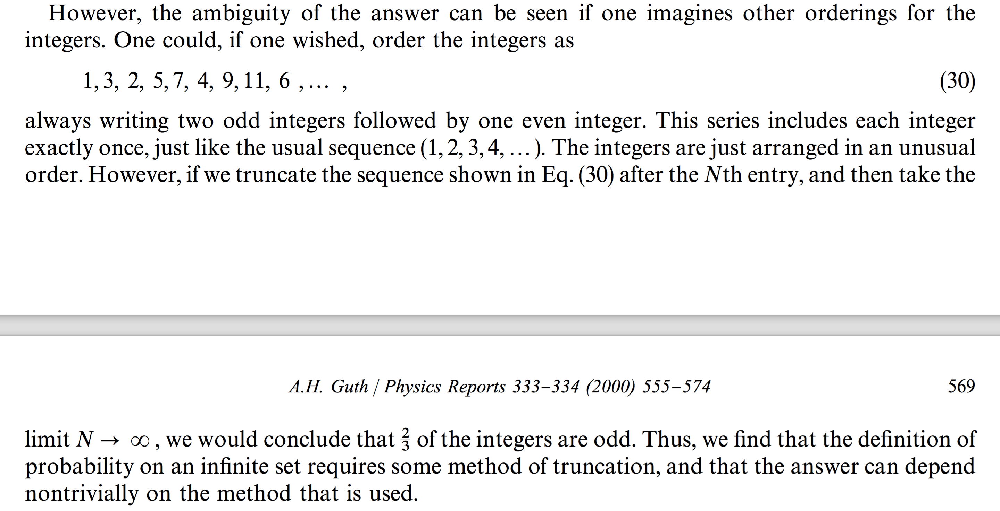 However, the ambiguity of the answer can be seen if one imagines other orderings for the
integers. One could, if one wished, order the integers as
1, 3, 2, 5, 7, 4, 9, 11, 6 , … , (30)
always writing two odd integers followed by one even integer. This series includes each integer
exactly once, just like the usual sequence (1, 2, 3, 4, … ). The integers are just arranged in an unusual
order. However, if we truncate the sequence shown in Eq. (30) after the Nth entry, and then take the
A.H. Guth / Physics Reports 333–334 (2000) 555–574 569
limit N → ∞ , we would conclude that 2/3 of the integers are odd. Thus, we find that the definition of
probability on an infinite set requires some method of truncation, and that the answer can depend
nontrivially on the method that is used.